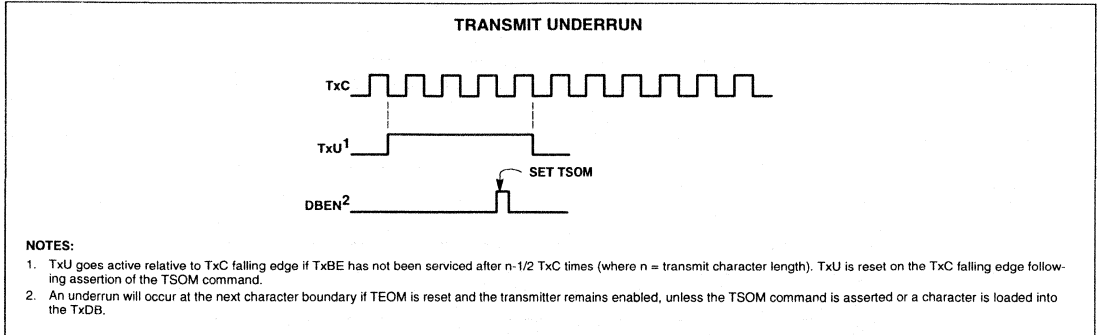 TRANSMIT UNDERRUN
TxC
TxU1
SET TSOM
DBEN2
NOTES:
1. TxU goes active relative to TxC falling edge if TxBE has not been serviced after n-1/2 TxC times (where n = transmit character length). TxU is reset on the TxC falling edge follow-
ing assertion of the TSOM command.
2. An underrun will occur at the next character boundary if TEOM is reset and the transmitter remains enabled, unless the TSOM command is asserted or a character is loaded into
the TxDB.